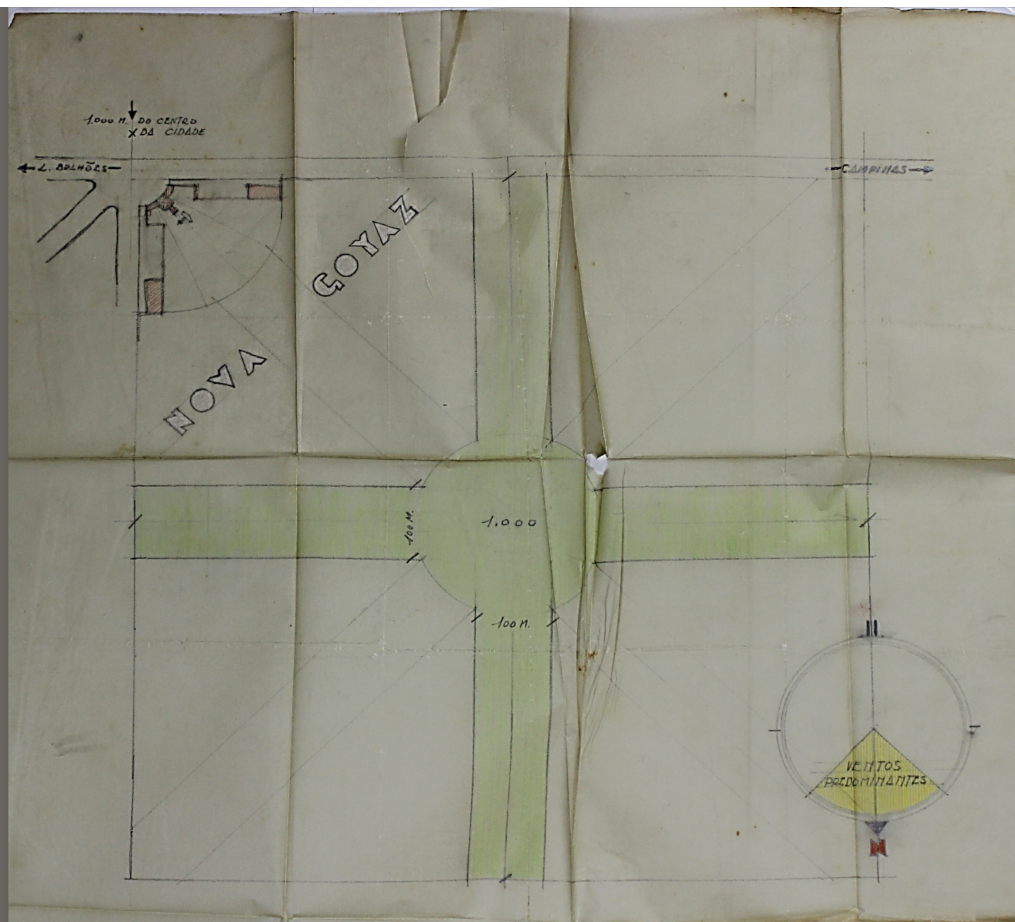 1.000 M. DO CENTRO
X DA CIDADE
L. BULHÕES
CAMPINAS
NOVA GOYAZ
100 M.
1.000
100 M.
VENTOS
PREDOMINANTES
N